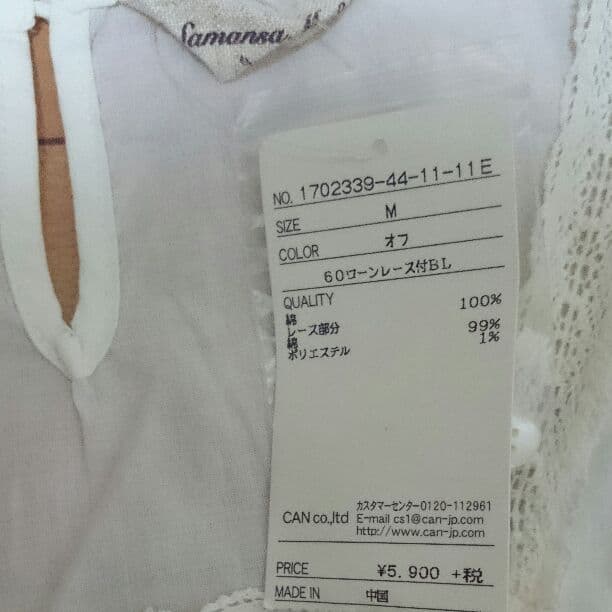 Samansa
NO. 1702339-44-11-11E
SIZE M
COLOR オフ
60ローンレース付BL
QUALITY
綿 100%
レース部分
綿 99%
ポリエステル 1%
カスタマーセンター0120-112961
CAN co.,ltd E-mail cs1@can-jp.com
http://www.can-jp.com
PRICE ¥5.900 +税
MADE IN 中国